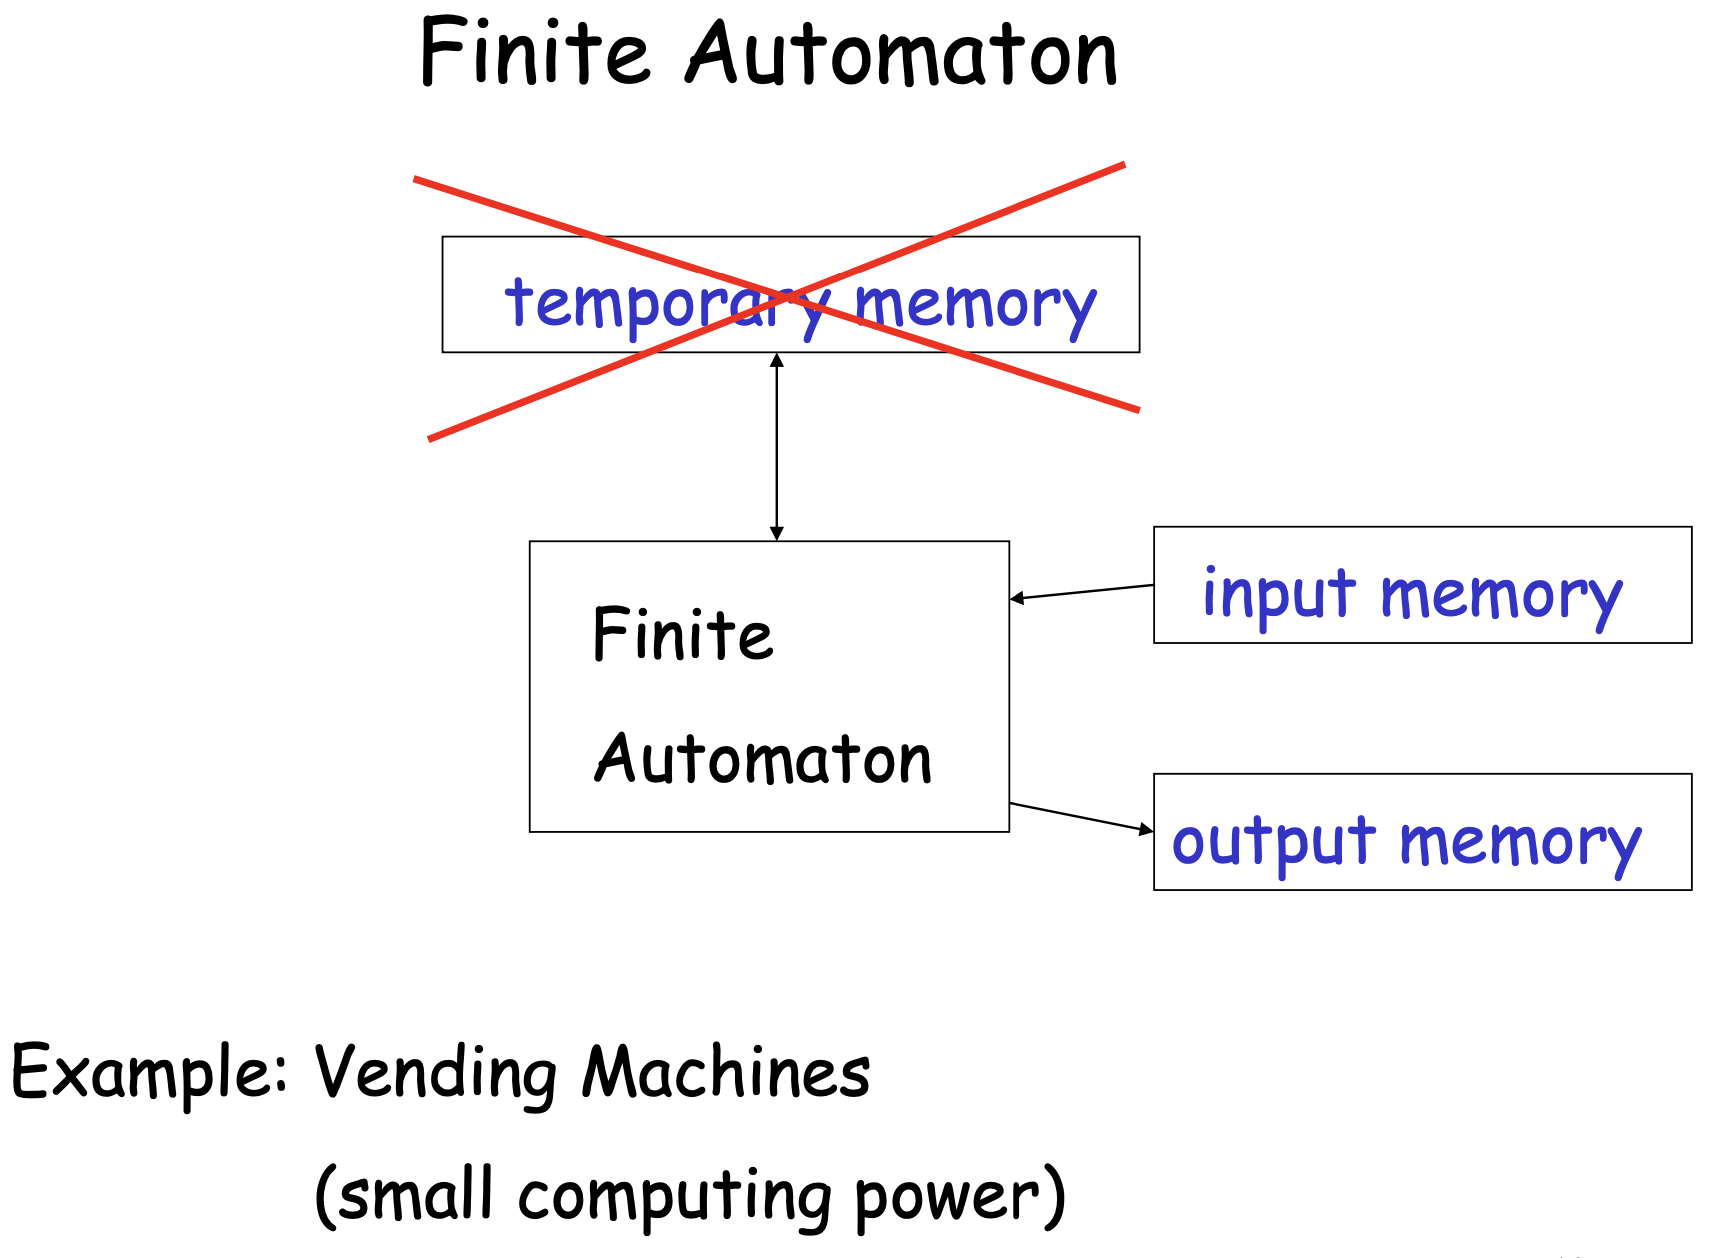 Finite Automaton
temporary memory
Finite
Automaton
input memory
output memory
Example: Vending Machines
(small computing power)